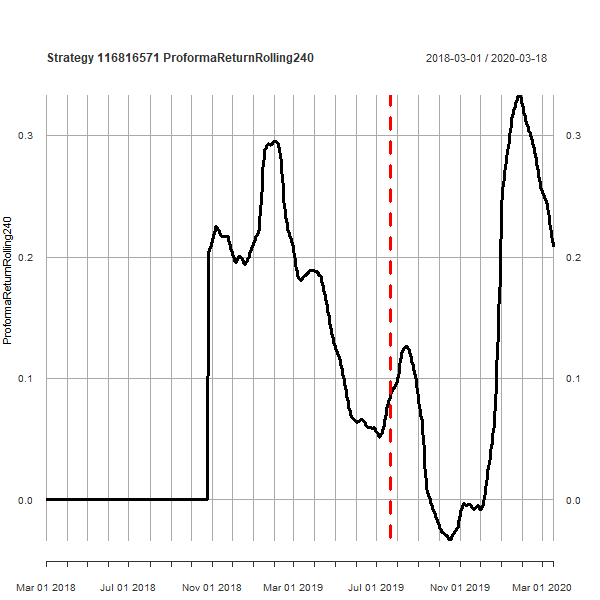 Strategy 116816571 ProformaReturnRolling240
2018-03-01 / 2020-03-18
ProformaReturnRolling240
0.3
0.3
0.2
0.2
0.1
0.1
0.0
0.0
Mar 01 2018
Jul 01 2018
Nov 01 2018
Mar 01 2019
Jul 01 2019
Nov 01 2019
Mar 01 2020